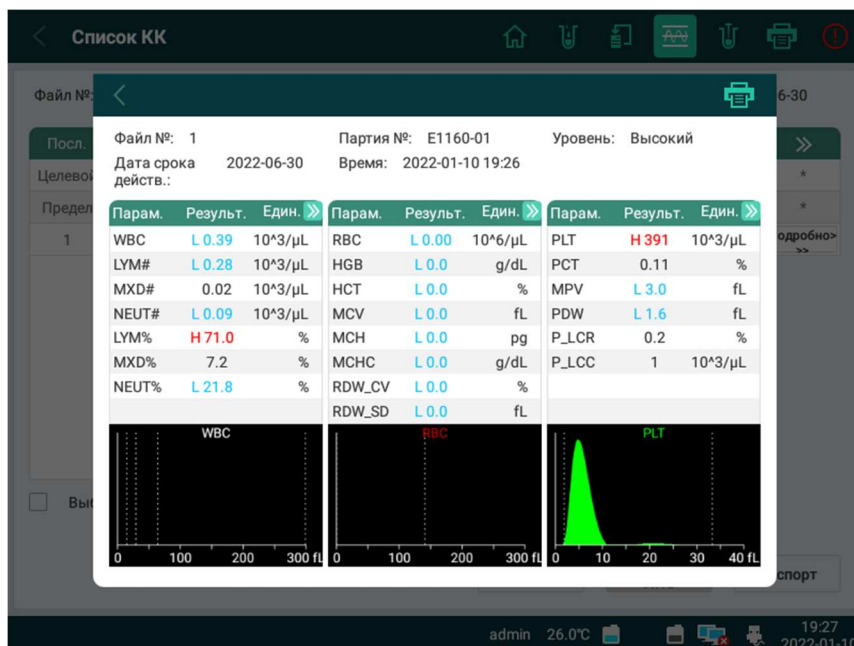 Список КК
Файл №:
6-30
Посл.
Целевой
Предел
1
*
*
одробно>
>>
Файл №: 1 Партия №: E1160-01 Уровень: Высокий
Дата срока действ.: 2022-06-30 Время: 2022-01-10 19:26
Парам. Результ. Един. Парам. Результ. Един. Парам. Результ. Един.
WBC L 0.39 10^3/µL RBC L 0.00 10^6/µL PLT H 391 10^3/µL
LYM# L 0.28 10^3/µL HGB L 0.0 g/dL PCT 0.11 %
MXD# 0.02 10^3/µL HCT L 0.0 % MPV L 3.0 fL
NEUT# L 0.09 10^3/µL MCV L 0.0 fL PDW L 1.6 fL
LYM% H 71.0 % MCH L 0.0 pg P_LCR 0.2 %
MXD% 7.2 % MCHC L 0.0 g/dL P_LCC 1 10^3/µL
NEUT% L 21.8 % RDW_CV L 0.0 %
RDW_SD L 0.0 fL
WBC RBC PLT
0 100 200 300 fL 0 100 200 300 fL 0 10 20 30 40 fL
Выб
спорт
admin 26.0℃ 19:27
2022-01-10